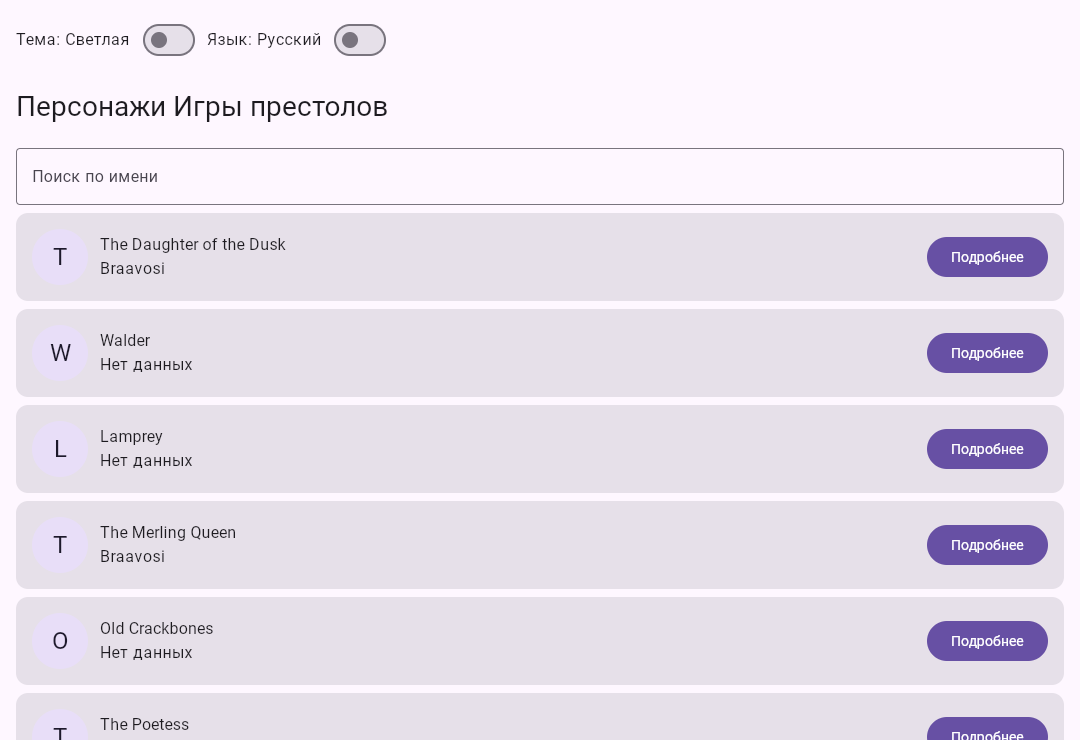 Тема: Светлая Язык: Русский
Персонажи Игры престолов
Поиск по имени
T
The Daughter of the Dusk
Braavosi
Подробнее
W
Walder
Нет данных
Подробнее
L
Lamprey
Нет данных
Подробнее
T
The Merling Queen
Braavosi
Подробнее
O
Old Crackbones
Нет данных
Подробнее
T
The Poetess
Подробнее